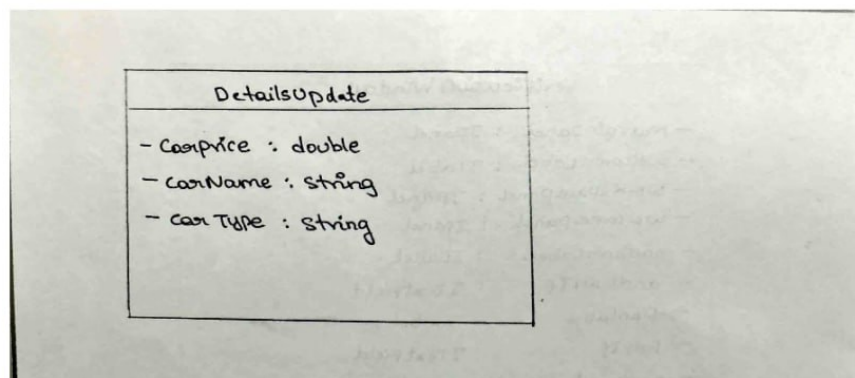 DetailsUpdate
- Carprice : double
- CarName : String
- Car Type : String